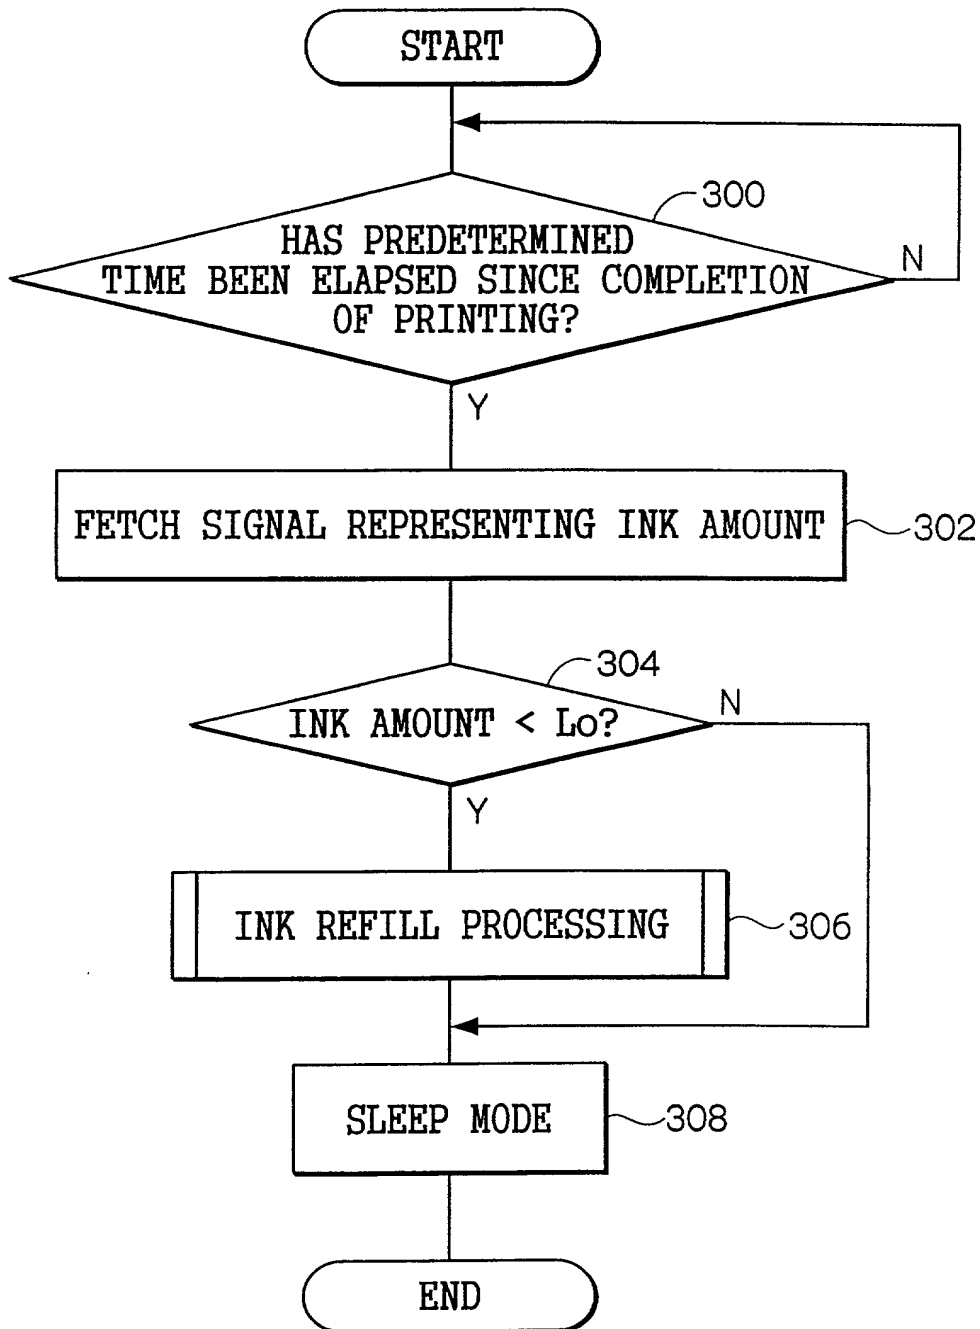 START
300
HAS PREDETERMINED
TIME BEEN ELAPSED SINCE COMPLETION
OF PRINTING?
N
Y
FETCH SIGNAL REPRESENTING INK AMOUNT
302
304
INK AMOUNT < Lo?
N
Y
INK REFILL PROCESSING
306
SLEEP MODE
308
END